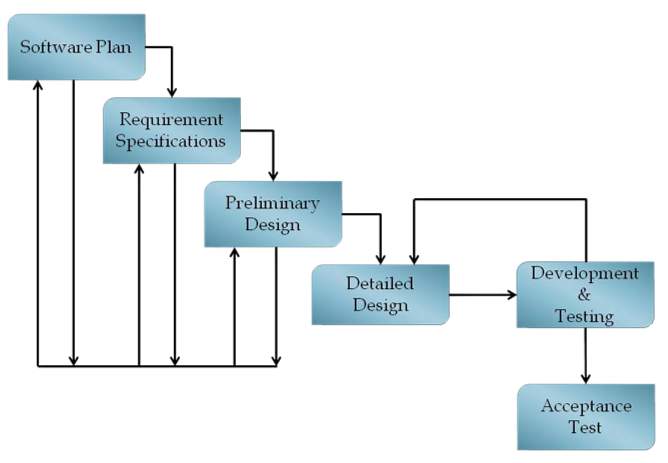 Software Plan
Requirement
Specifications
Preliminary
Design
Detailed
Design
Development
&
Testing
Acceptance
Test